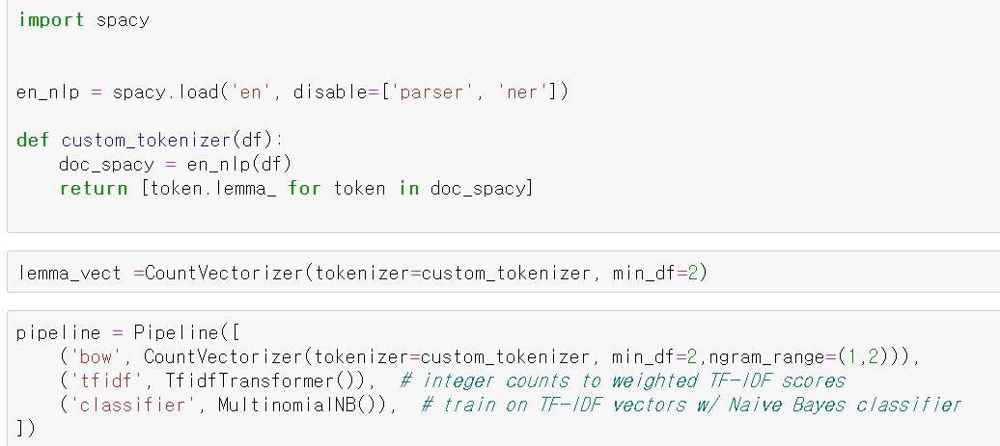 import spacy
en_nlp = spacy.load('en', disable=['parser', 'ner'])
def custom_tokenizer(df):
    doc_spacy = en_nlp(df)
    return [token.lemma_ for token in doc_spacy]
lemma_vect =CountVectorizer(tokenizer=custom_tokenizer, min_df=2)
pipeline = Pipeline([
    ('bow', CountVectorizer(tokenizer=custom_tokenizer, min_df=2,ngram_range=(1,2))),
    ('tfidf', TfidfTransformer()),  # integer counts to weighted TF-IDF scores
    ('classifier', MultinomialNB()),  # train on TF-IDF vectors w/ Naive Bayes classifier
])